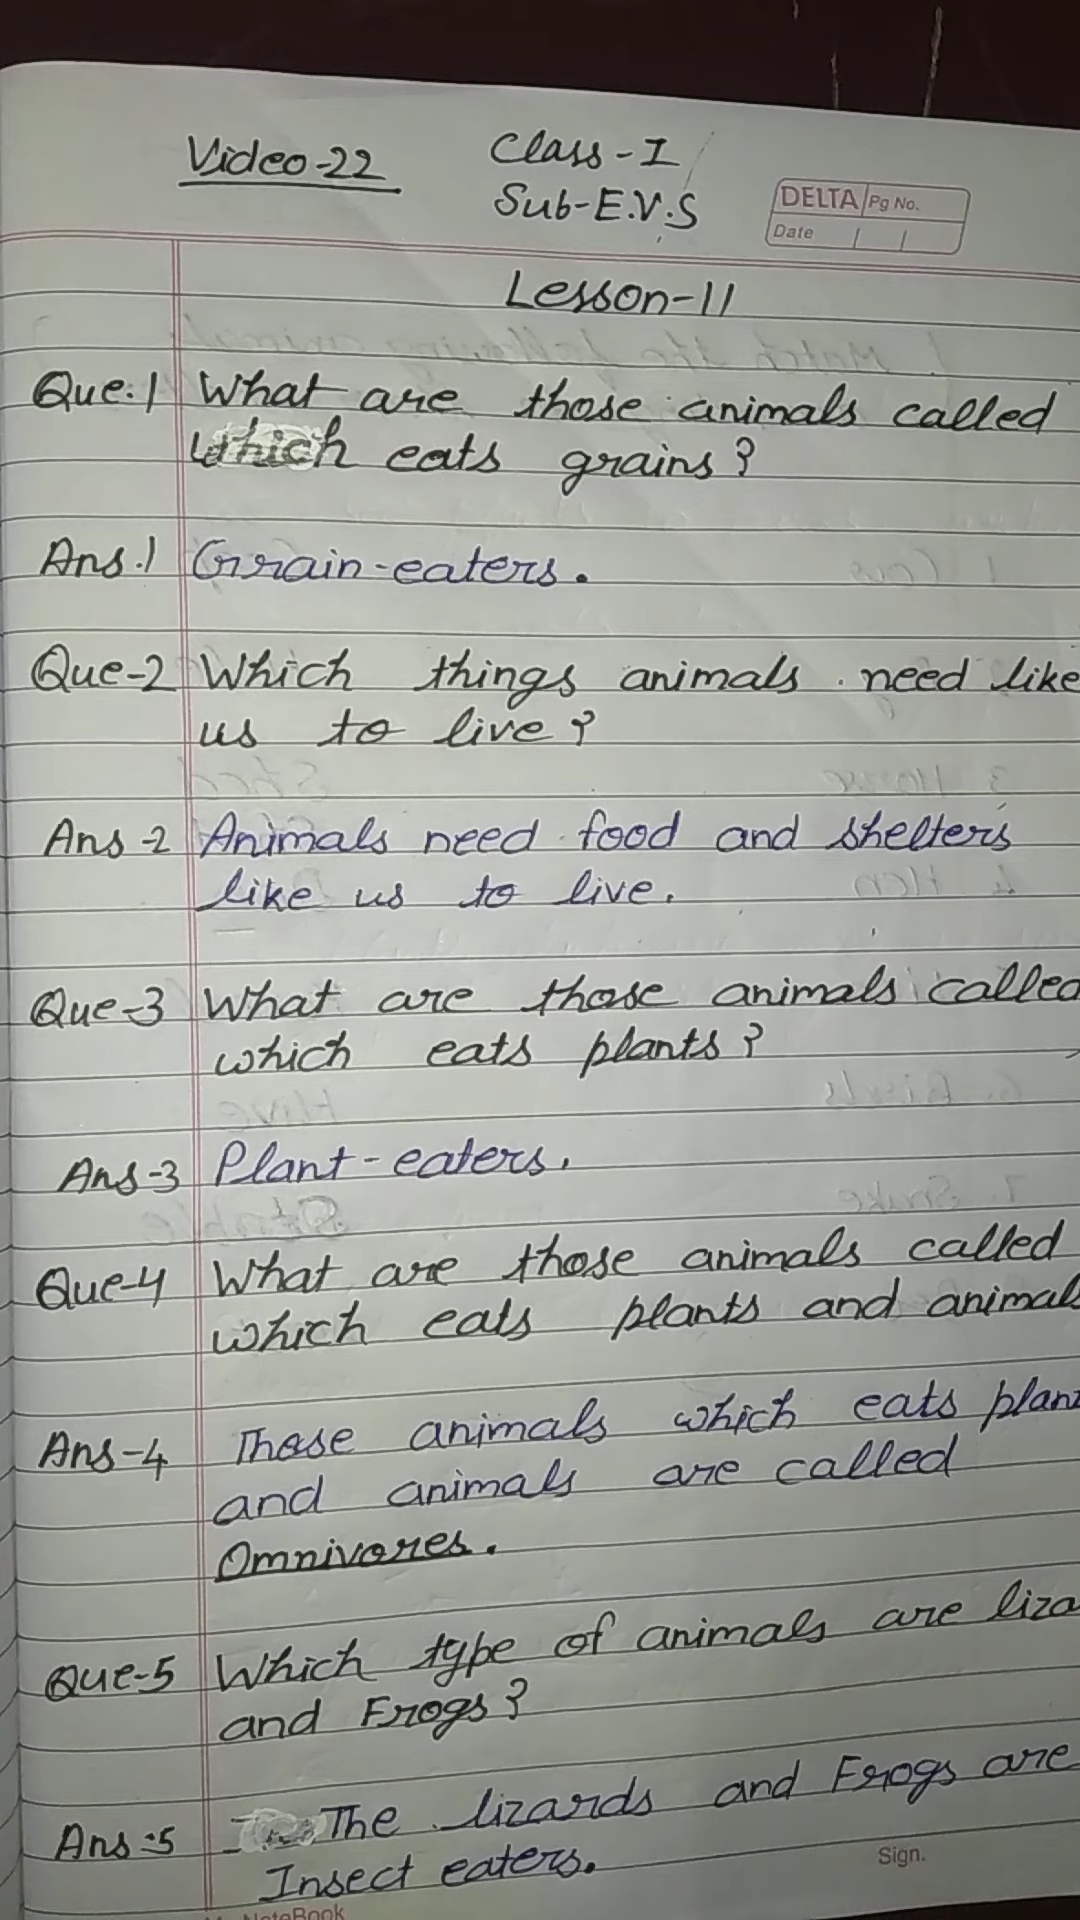 Video-22
Class-I
Sub-E.V.S
DELTA Pg No.
Date
Lesson-11
Que.1 What are those animals called
which eats grains?
Ans.1 Grain-eaters.
Que-2 Which things animals need like
us to live?
Ans-2 Animals need food and shelters
like us to live.
Que-3 What are those animals called
which eats plants?
Ans-3 Plant-eaters.
Que-4 What are those animals called
which eats plants and animals
Ans-4 Those animals which eats plant
and animals are called
Omnivores.
Que-5 Which type of animals are liza
and Frogs?
Ans-5 The lizards and Frogs are
Insect eaters.
Sign.
NoteBook